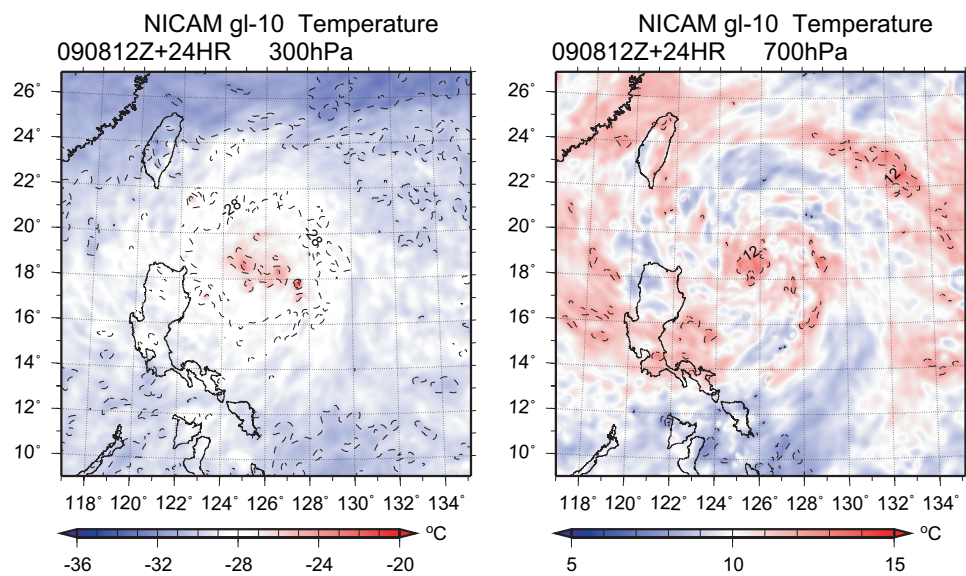 NICAM gl-10 Temperature
090812Z+24HR 300hPa
26°
24°
22°
20°
18°
16°
14°
12°
10°
-28
-28
118 120 122 124 126 128 130 132 134
-36 -32 -28 -24 -20 °C
NICAM gl-10 Temperature
090812Z+24HR 700hPa
26°
24°
22°
20°
18°
16°
14°
12°
10°
12
12
118 120 122 124 126 128 130 132 134
5 10 15 °C